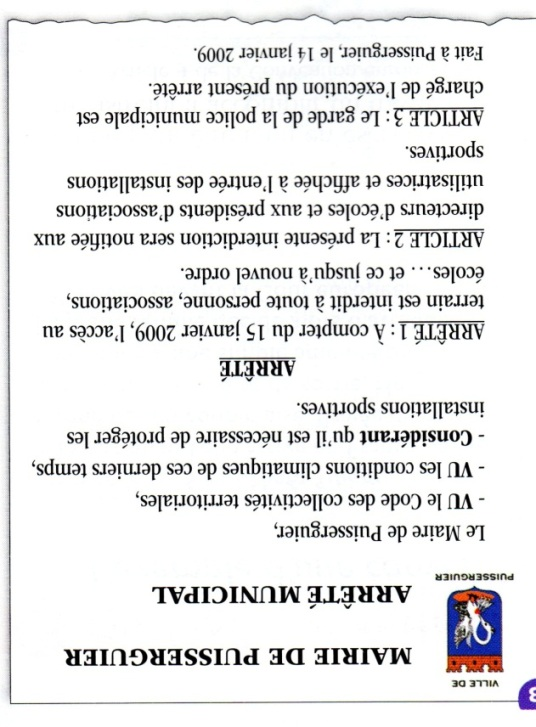 VILLE DE
PUISSERGUIER
MAIRIE DE PUISSERGUIER
ARRÊTÉ MUNICIPAL
Le Maire de Puisserguier,
- VU le Code des collectivités territoriales,
- VU les conditions climatiques de ces derniers temps,
- Considérant qu'il est nécessaire de protéger les
installations sportives.
ARRÊTÉ
ARRÊTÉ 1 : À compter du 15 janvier 2009, l'accès au
terrain est interdit à toute personne, associations,
écoles… et ce jusqu'à nouvel ordre.
ARTICLE 2 : La présente interdiction sera notifiée aux
directeurs d'écoles et aux présidents d'associations
utilisatrices et affichée à l'entrée des installations
sportives.
ARTICLE 3 : Le garde de la police municipale est
chargé de l'exécution du présent arrêté.
Fait à Puisserguier, le 14 janvier 2009.